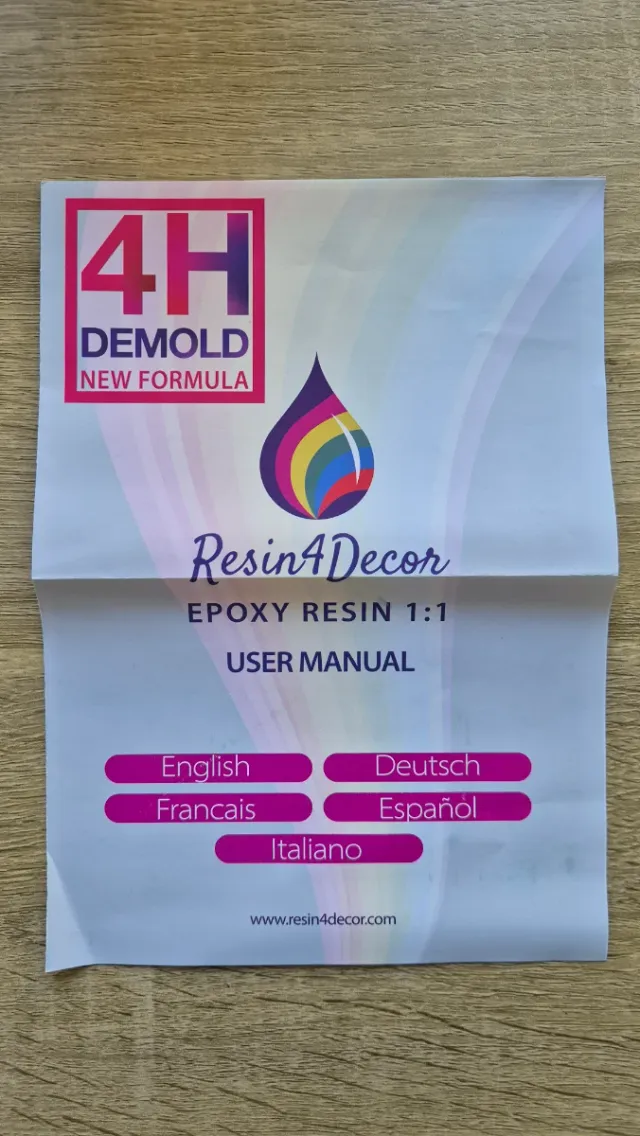 4H
DEMOLD
NEW FORMULA
Resin4Decor
EPOXY RESIN 1:1
USER MANUAL
English
Deutsch
Francais
Español
Italiano
www.resin4decor.com